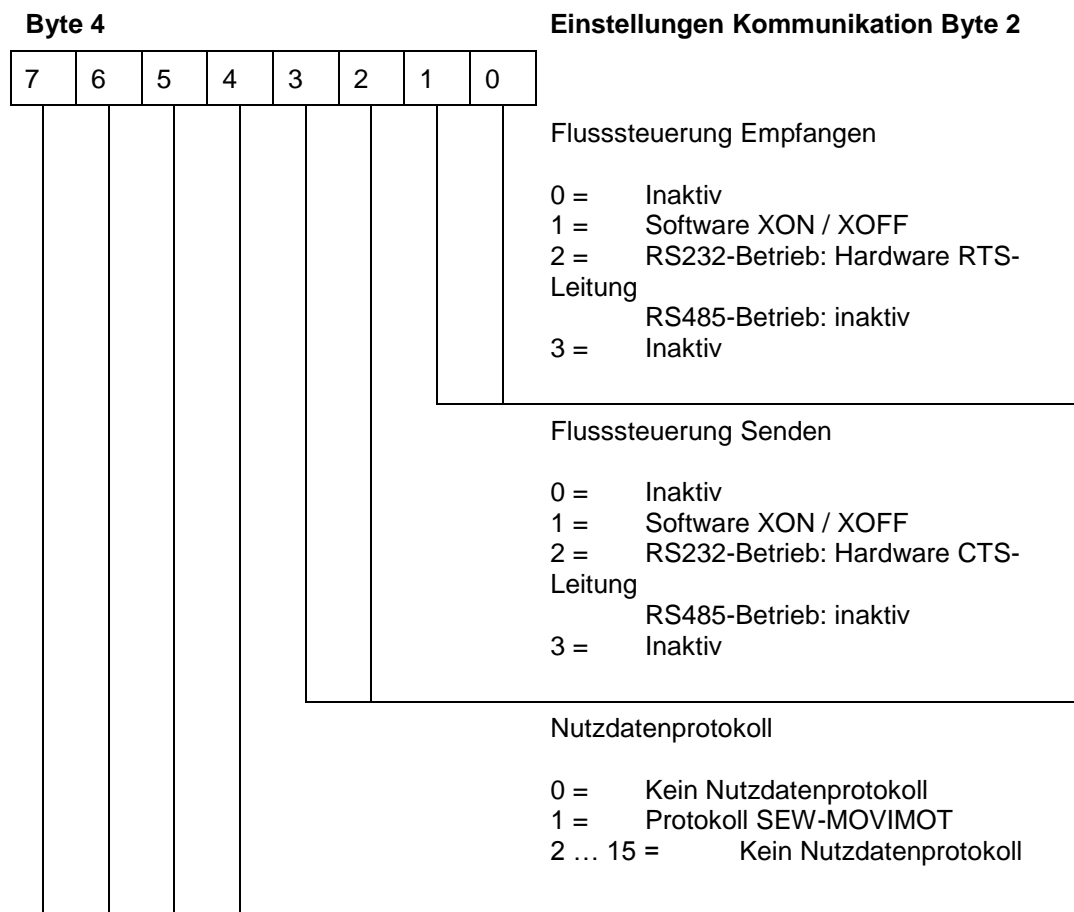 Byte 4 Einstellungen Kommunikation Byte 2
7 6 5 4 3 2 1 0
Flusssteuerung Empfangen
0 = Inaktiv
1 = Software XON / XOFF
2 = RS232-Betrieb: Hardware RTS-
Leitung
RS485-Betrieb: inaktiv
3 = Inaktiv
Flusssteuerung Senden
0 = Inaktiv
1 = Software XON / XOFF
2 = RS232-Betrieb: Hardware CTS-
Leitung
RS485-Betrieb: inaktiv
3 = Inaktiv
Nutzdatenprotokoll
0 = Kein Nutzdatenprotokoll
1 = Protokoll SEW-MOVIMOT
2 … 15 = Kein Nutzdatenprotokoll